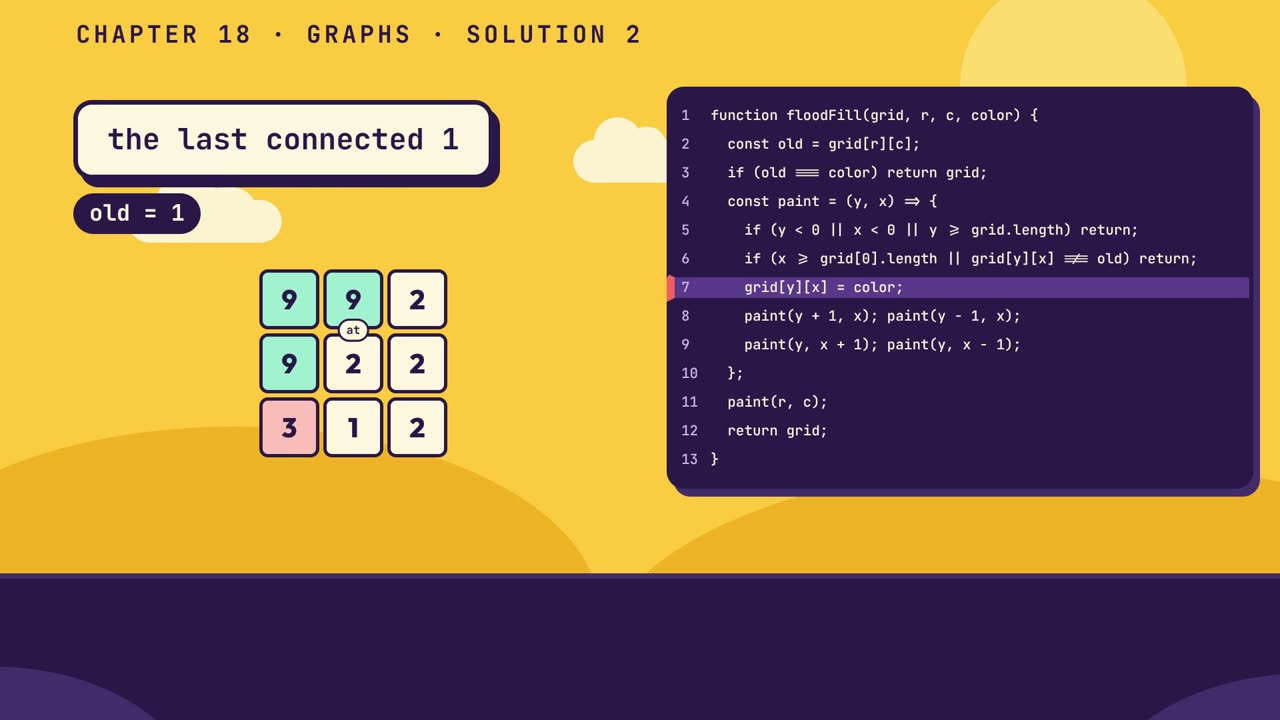 CHAPTER 18 · GRAPHS · SOLUTION 2
the last connected 1
old = 1
9 9 2
at
9 2 2
3 1 2
1 function floodFill(grid, r, c, color) {
2 const old = grid[r][c];
3 if (old === color) return grid;
4 const paint = (y, x) => {
5 if (y < 0 || x < 0 || y >= grid.length) return;
6 if (x >= grid[0].length || grid[y][x] !== old) return;
7 grid[y][x] = color;
8 paint(y + 1, x); paint(y - 1, x);
9 paint(y, x + 1); paint(y, x - 1);
10 };
11 paint(r, c);
12 return grid;
13 }